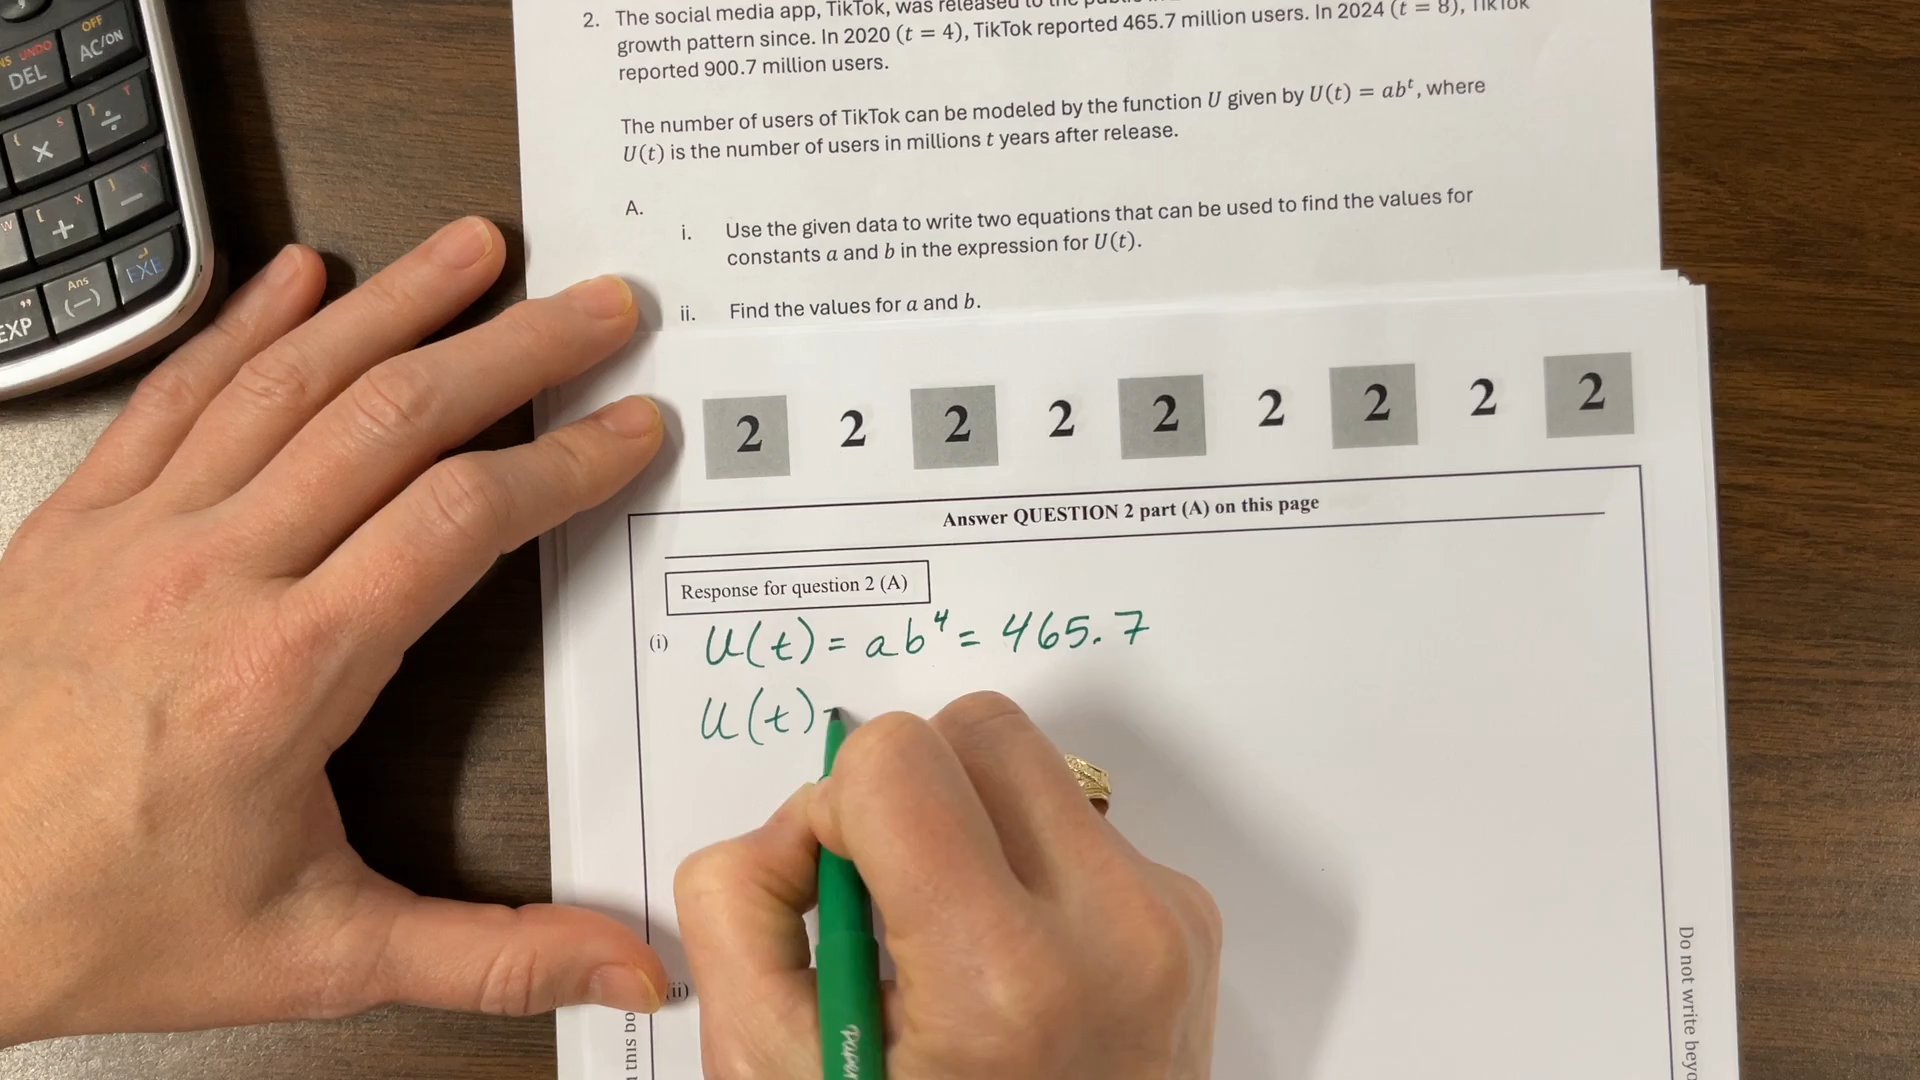 OFF
AC/ON
UNDO
DEL
×
÷
+
−
Ans
(−)
EXE
EXP
2. The social media app, TikTok, was released to the
growth pattern since. In 2020 (t = 4), TikTok reported 465.7 million users. In 2024 (t = 8), TikTok
reported 900.7 million users.
The number of users of TikTok can be modeled by the function U given by U(t) = abᵗ, where
U(t) is the number of users in millions t years after release.
A.
i. Use the given data to write two equations that can be used to find the values for
constants a and b in the expression for U(t).
ii. Find the values for a and b.
2 2 2 2 2 2 2 2 2
Answer QUESTION 2 part (A) on this page
Response for question 2 (A)
(i) U(t) = ab⁴ = 465.7
U(t)
ii)
this bo
Do not write bey
Paper